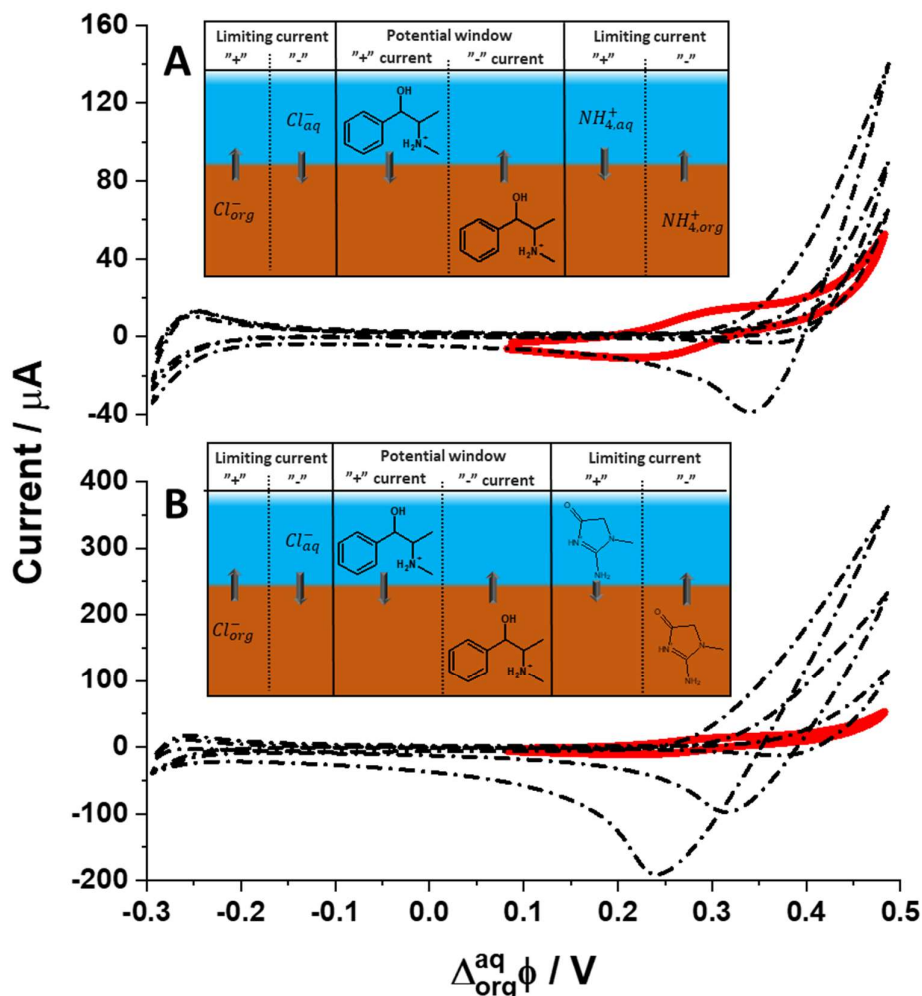 160
120
80
40
0
-40
A
Limiting current Potential window Limiting current
”+” ”-” ”+” current ”-” current ”+” ”-”
OH
Cl⁻aq
H₂N⁺
NH⁺4,aq
Cl⁻org
OH
H₂N⁺
NH⁺4,org
400
300
200
100
0
-100
-200
B
Limiting current Potential window Limiting current
”+” ”-” ”+” current ”-” current ”+” ”-”
OH
O
N
HN
NH₂
Cl⁻aq
H₂N⁺
Cl⁻org
OH
H₂N⁺
O
N
HN
NH₂
Current / μA
-0.3 -0.2 -0.1 0.0 0.1 0.2 0.3 0.4 0.5
Δ^aq_org ϕ / V